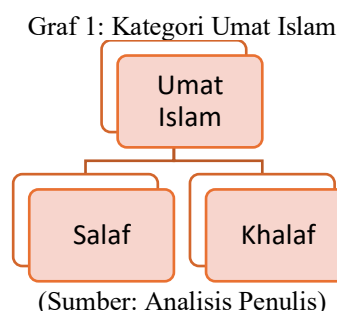 Graf 1: Kategori Umat Islam
Umat
Islam
Salaf
Khalaf
(Sumber: Analisis Penulis)